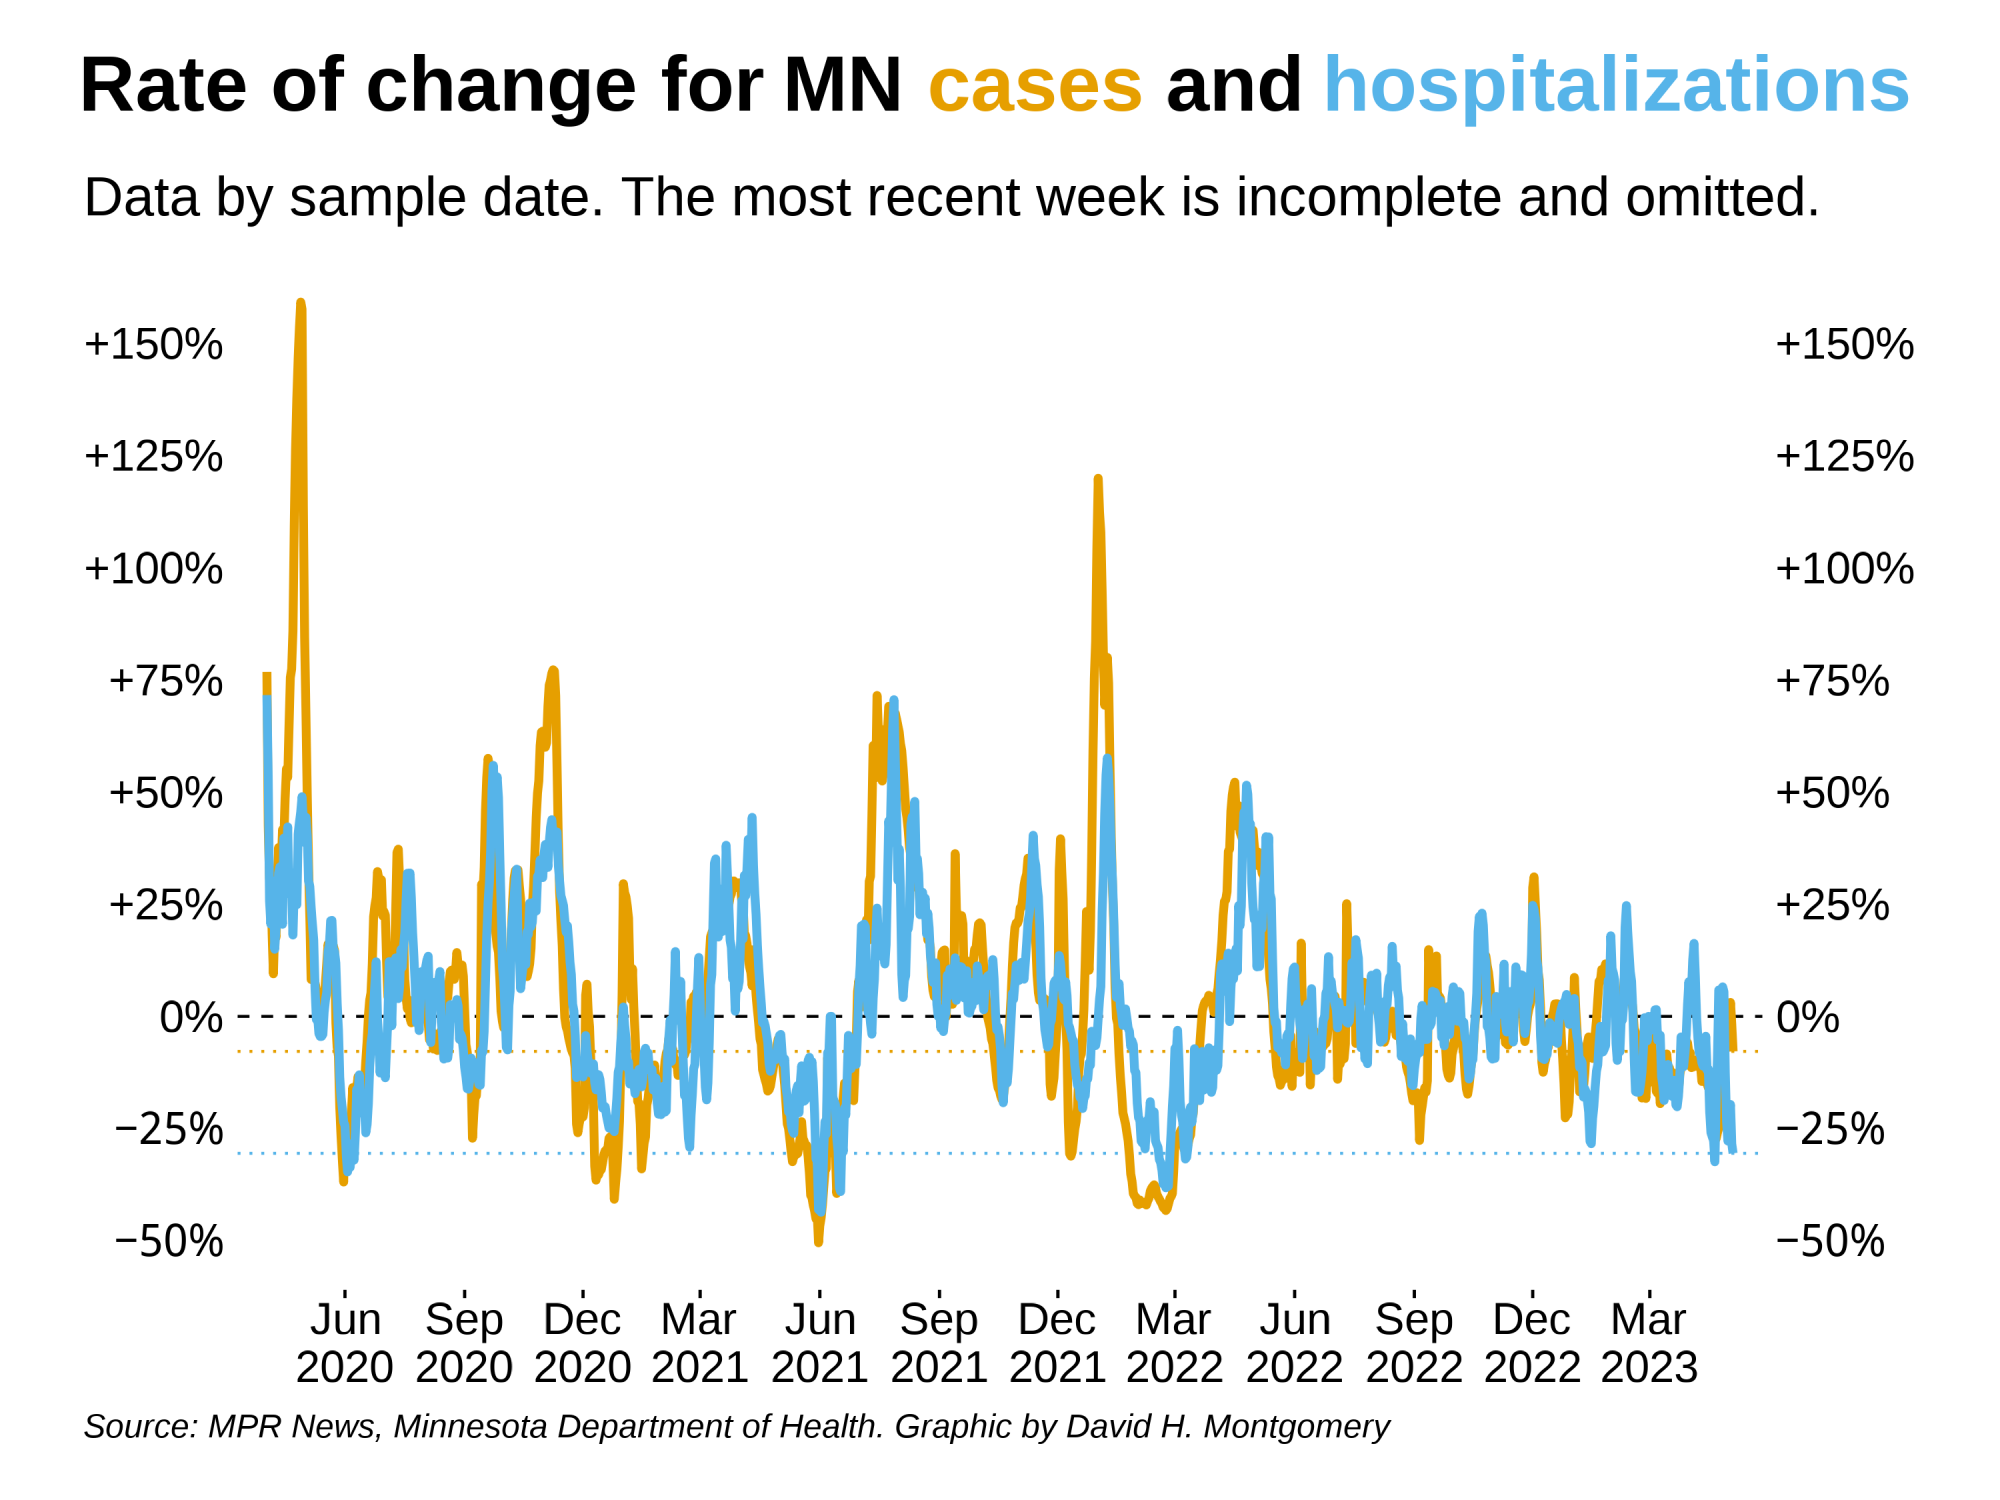 Rate of change for MN cases and hospitalizations
Data by sample date. The most recent week is incomplete and omitted.
+150% +150%
+125% +125%
+100% +100%
+75% +75%
+50% +50%
+25% +25%
0% 0%
−25% −25%
−50% −50%
Jun Sep Dec Mar Jun Sep Dec Mar Jun Sep Dec Mar
2020 2020 2020 2021 2021 2021 2021 2022 2022 2022 2022 2023
Source: MPR News, Minnesota Department of Health. Graphic by David H. Montgomery